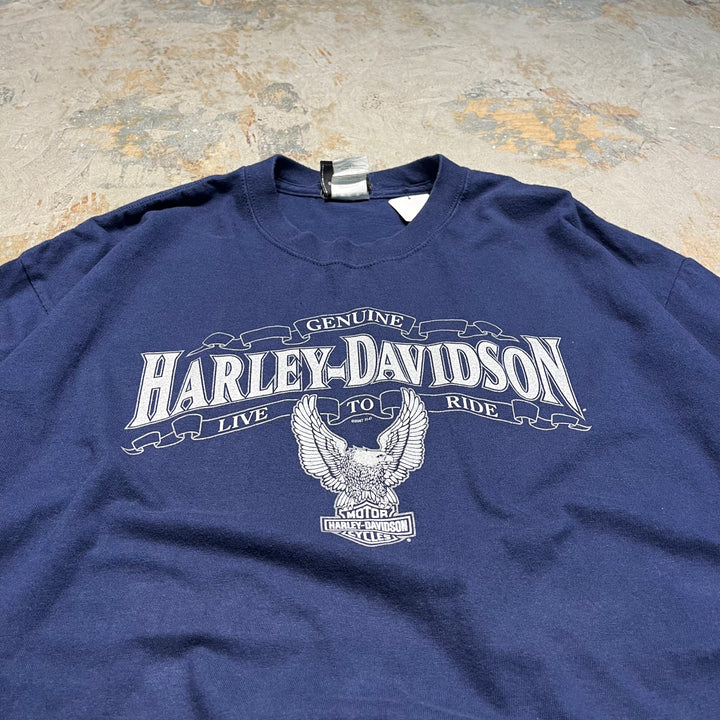 GENUINE
HARLEY-DAVIDSON
LIVE TO RIDE
MOTOR
HARLEY-DAVIDSON
CYCLES